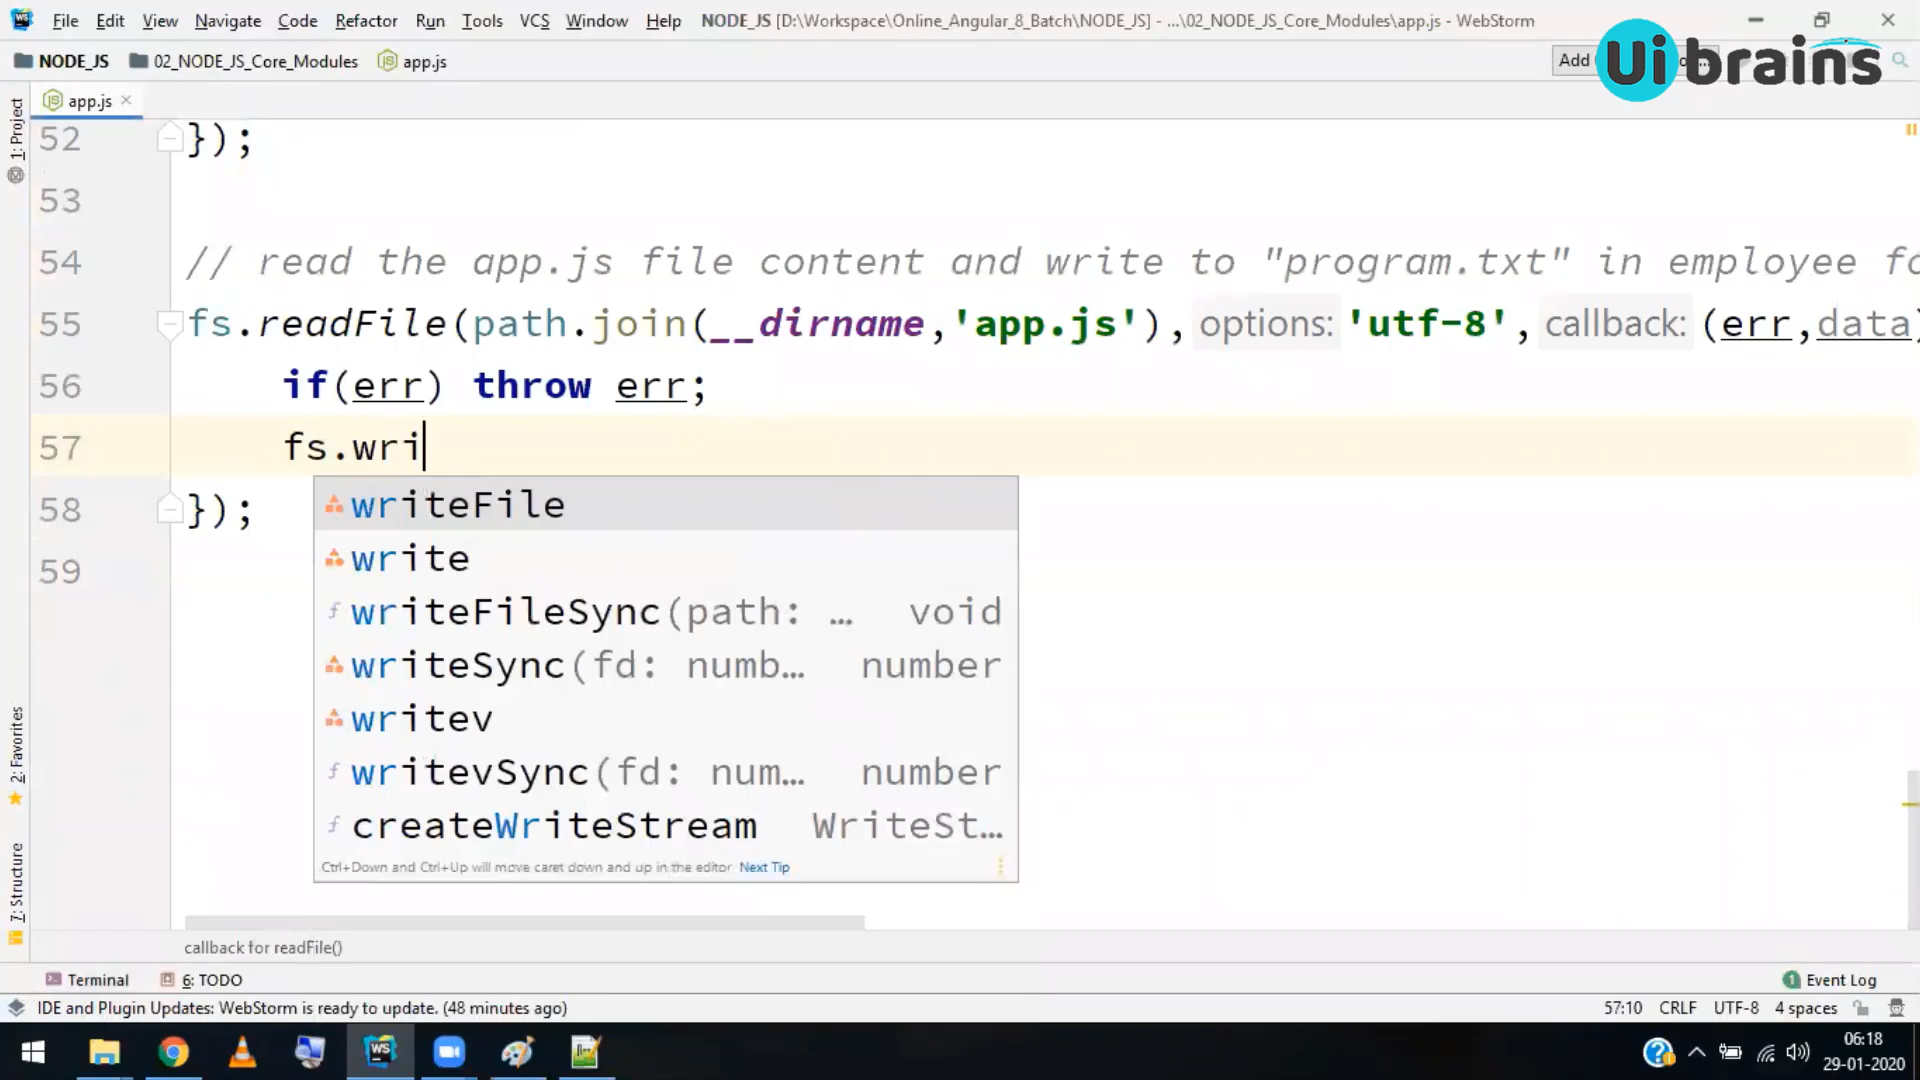 File Edit View Navigate Code Refactor Run Tools VCS Window Help NODE_JS [D:\Workspace\Online_Angular_8_Batch\NODE_JS] - ...\02_NODE_JS_Core_Modules\app.js - WebStorm
NODE_JS 02_NODE_JS_Core_Modules app.js Add
Ui brains
app.js
1: Project
52 });
53
54 // read the app.js file content and write to "program.txt" in employee fo
55 fs.readFile(path.join(__dirname,'app.js'), options: 'utf-8', callback: (err,data)
56 if(err) throw err;
57 fs.wri
58 });
59
writeFile
write
writeFileSync(path: … void
writeSync(fd: numb… number
writev
writevSync(fd: num… number
createWriteStream WriteSt…
Ctrl+Down and Ctrl+Up will move caret down and up in the editor Next Tip
2: Favorites
7: Structure
callback for readFile()
Terminal 6: TODO 1 Event Log
IDE and Plugin Updates: WebStorm is ready to update. (48 minutes ago) 57:10 CRLF UTF-8 4 spaces
WS
06:18
29-01-2020